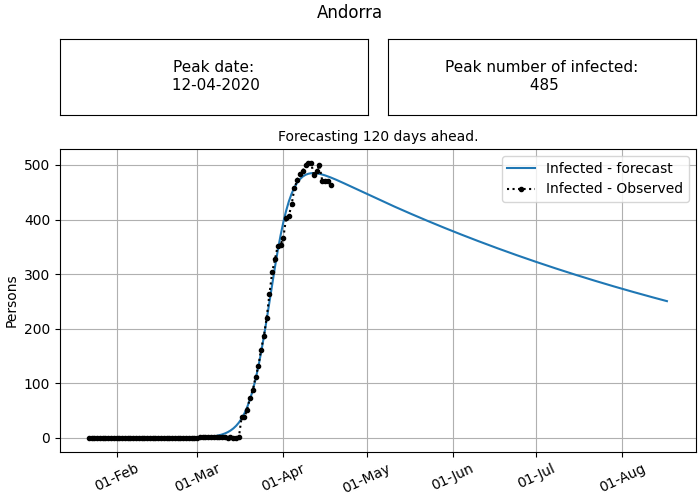 Andorra
Peak date:
12-04-2020
Peak number of infected:
485
Forecasting 120 days ahead.
Infected - forecast
Infected - Observed
Persons
500
400
300
200
100
0
01-Feb
01-Mar
01-Apr
01-May
01-Jun
01-Jul
01-Aug